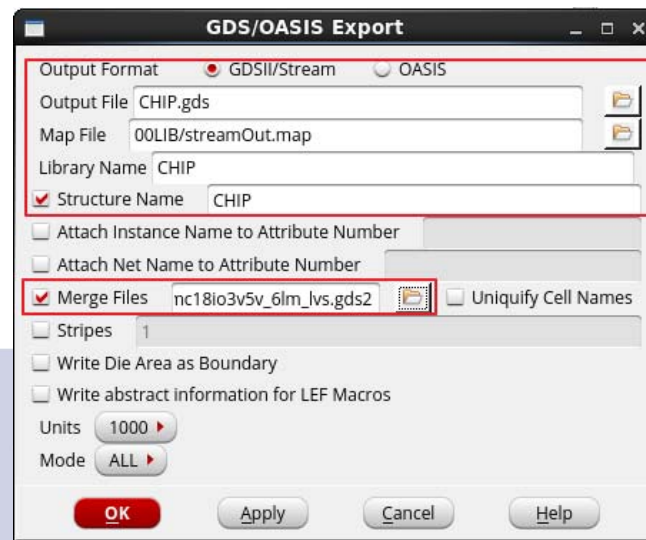 GDS/OASIS Export
Output Format GDSII/Stream OASIS
Output File CHIP.gds
Map File 00LIB/streamOut.map
Library Name CHIP
Structure Name CHIP
Attach Instance Name to Attribute Number
Attach Net Name to Attribute Number
Merge Files nc18io3v5v_6lm_lvs.gds2 Uniquify Cell Names
Stripes 1
Write Die Area as Boundary
Write abstract information for LEF Macros
Units 1000
Mode ALL
OK Apply Cancel Help